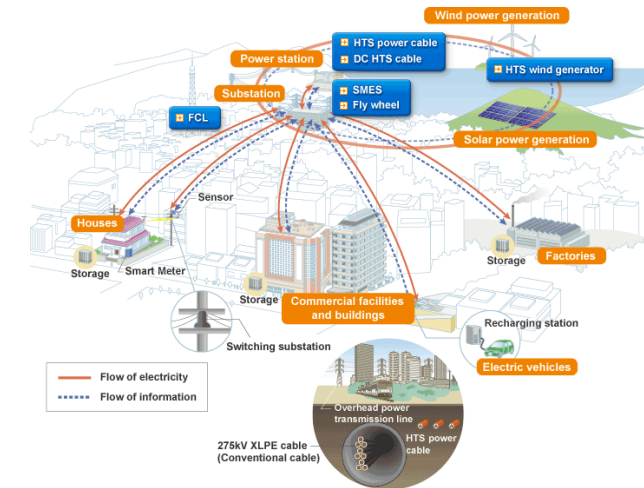 Wind power generation
HTS power cable
DC HTS cable
Power station
HTS wind generator
SMES
Fly wheel
Substation
FCL
Solar power generation
Sensor
Houses
Storage
Smart Meter
Storage
Factories
Storage
Commercial facilities
and buildings
Recharging station
Switching substation
Electric vehicles
Flow of electricity
Flow of information
Overhead power
transmission line
HTS power
cable
275kV XLPE cable
(Conventional cable)